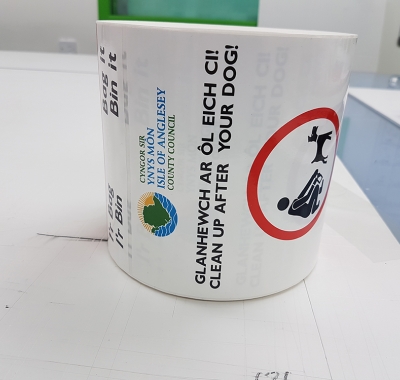 GLANHEWCH AR ÔL EICH CI!
CLEAN UP AFTER YOUR DOG!
CYNGOR SIR
YNYS MÔN
ISLE OF ANGLESEY
COUNTY COUNCIL
Bag it
Bin it
I'r Bag
I'r Bin